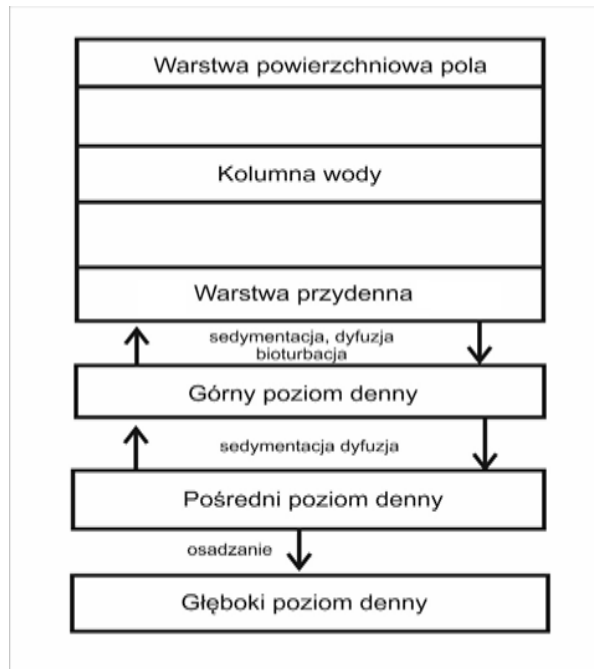 Warstwa powierzchniowa pola
Kolumna wody
Warstwa przydenna
sedymentacja, dyfuzja
bioturbacja
Górny poziom denny
sedymentacja dyfuzja
Pośredni poziom denny
osadzanie
Głęboki poziom denny